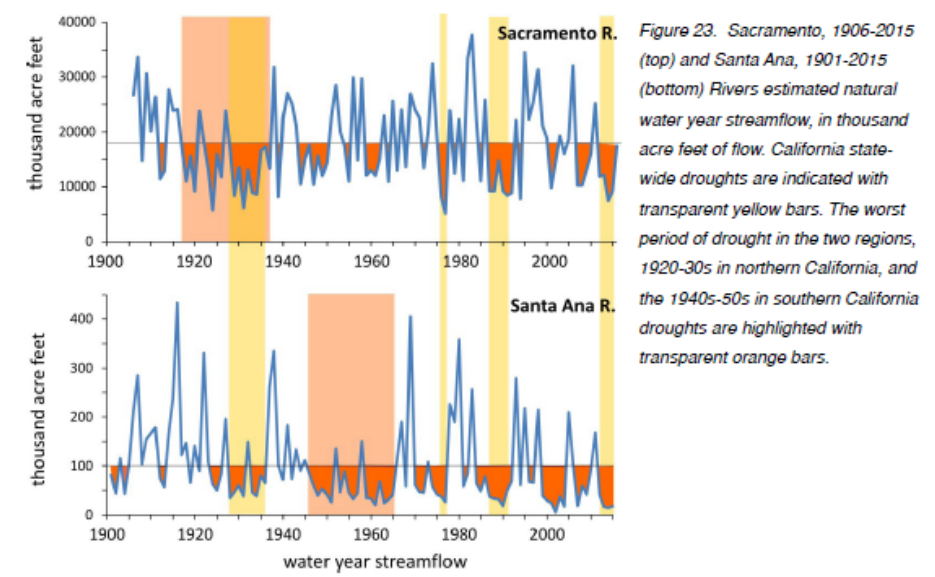 40000
30000
20000
10000
0
thousand acre feet
Sacramento R.
1900 1920 1940 1960 1980 2000
400
300
200
100
0
thousand acre feet
Santa Ana R.
1900 1920 1940 1960 1980 2000
water year streamflow
Figure 23. Sacramento, 1906-2015
(top) and Santa Ana, 1901-2015
(bottom) Rivers estimated natural
water year streamflow, in thousand
acre feet of flow. California state-
wide droughts are indicated with
transparent yellow bars. The worst
period of drought in the two regions,
1920-30s in northern California, and
the 1940s-50s in southern California
droughts are highlighted with
transparent orange bars.